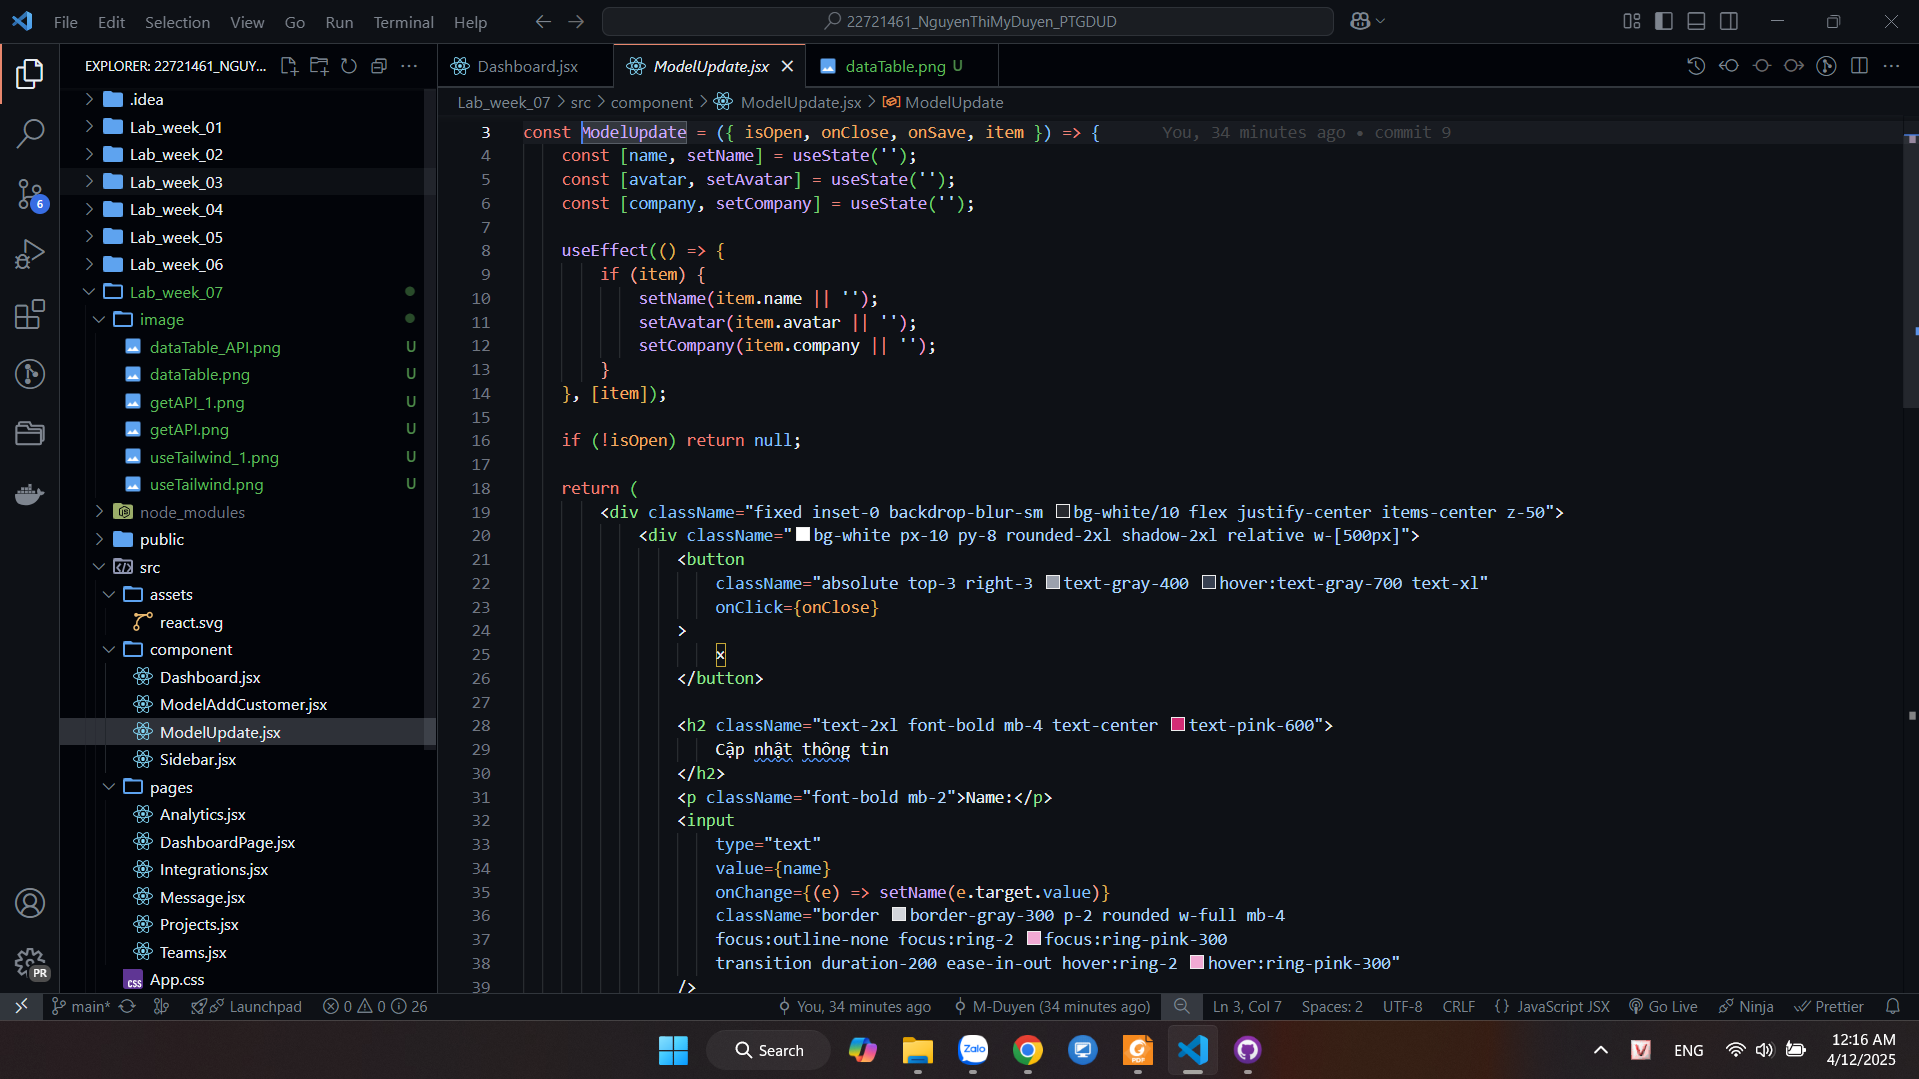 File Edit Selection View Go Run Terminal Help
22721461_NguyenThiMyDuyen_PTGDUD
EXPLORER: 22721461_NGUY...
.idea
Lab_week_01
Lab_week_02
Lab_week_03
Lab_week_04
Lab_week_05
Lab_week_06
Lab_week_07
image
dataTable_API.png U
dataTable.png U
getAPI_1.png U
getAPI.png U
useTailwind_1.png U
useTailwind.png U
node_modules
public
src
assets
react.svg
component
Dashboard.jsx
ModelAddCustomer.jsx
ModelUpdate.jsx
Sidebar.jsx
pages
Analytics.jsx
DashboardPage.jsx
Integrations.jsx
Message.jsx
Projects.jsx
Teams.jsx
App.css
6
PR
Dashboard.jsx ModelUpdate.jsx dataTable.png U
Lab_week_07 > src > component > ModelUpdate.jsx > ModelUpdate
3 const ModelUpdate = ({ isOpen, onClose, onSave, item }) => { You, 34 minutes ago • commit 9
4 const [name, setName] = useState('');
5 const [avatar, setAvatar] = useState('');
6 const [company, setCompany] = useState('');
7
8 useEffect(() => {
9 if (item) {
10 setName(item.name || '');
11 setAvatar(item.avatar || '');
12 setCompany(item.company || '');
13 }
14 }, [item]);
15
16 if (!isOpen) return null;
17
18 return (
19 <div className="fixed inset-0 backdrop-blur-sm bg-white/10 flex justify-center items-center z-50">
20 <div className="bg-white px-10 py-8 rounded-2xl shadow-2xl relative w-[500px]">
21 <button
22 className="absolute top-3 right-3 text-gray-400 hover:text-gray-700 text-xl"
23 onClick={onClose}
24 >
25 x
26 </button>
27
28 <h2 className="text-2xl font-bold mb-4 text-center text-pink-600">
29 Cập nhật thông tin
30 </h2>
31 <p className="font-bold mb-2">Name:</p>
32 <input
33 type="text"
34 value={name}
35 onChange={(e) => setName(e.target.value)}
36 className="border border-gray-300 p-2 rounded w-full mb-4
37 focus:outline-none focus:ring-2 focus:ring-pink-300
38 transition duration-200 ease-in-out hover:ring-2 hover:ring-pink-300"
39 />
main* Launchpad 0 0 26 You, 34 minutes ago M-Duyen (34 minutes ago) Ln 3, Col 7 Spaces: 2 UTF-8 CRLF {} JavaScript JSX Go Live Ninja Prettier
Search Zalo PDF V ENG 12:16 AM
4/12/2025